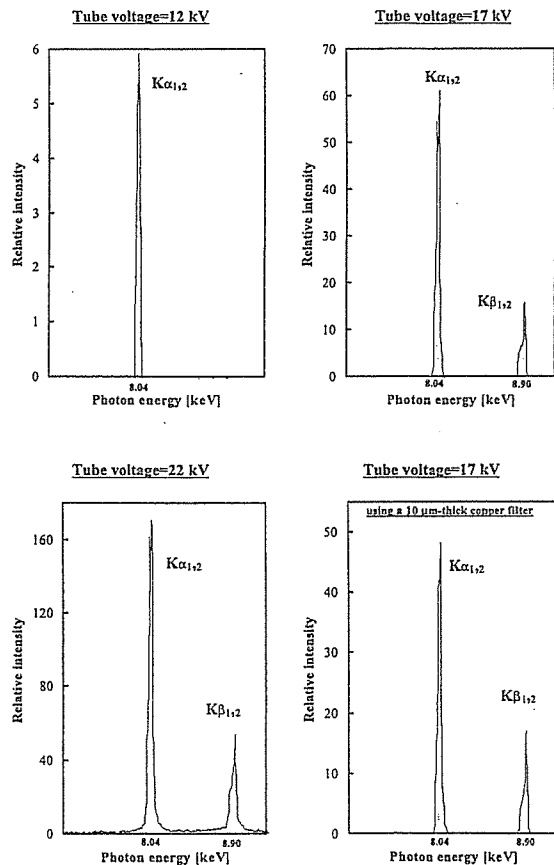 Tube voltage=12 kV
6
5
4
3
2
1
0
Kα1,2
Relative intensity
8.04
Photon energy [keV]
Tube voltage=17 kV
70
60
50
40
30
20
10
0
Kα1,2
Kβ1,2
Relative intensity
8.04 8.90
Photon energy [keV]
Tube voltage=22 kV
160
120
80
40
0
Kα1,2
Kβ1,2
Relative intensity
8.04 8.90
Photon energy [keV]
Tube voltage=17 kV
using a 10 µm-thick copper filter
50
40
30
20
10
0
Kα1,2
Kβ1,2
Relative intensity
8.04 8.90
Photon energy [keV]